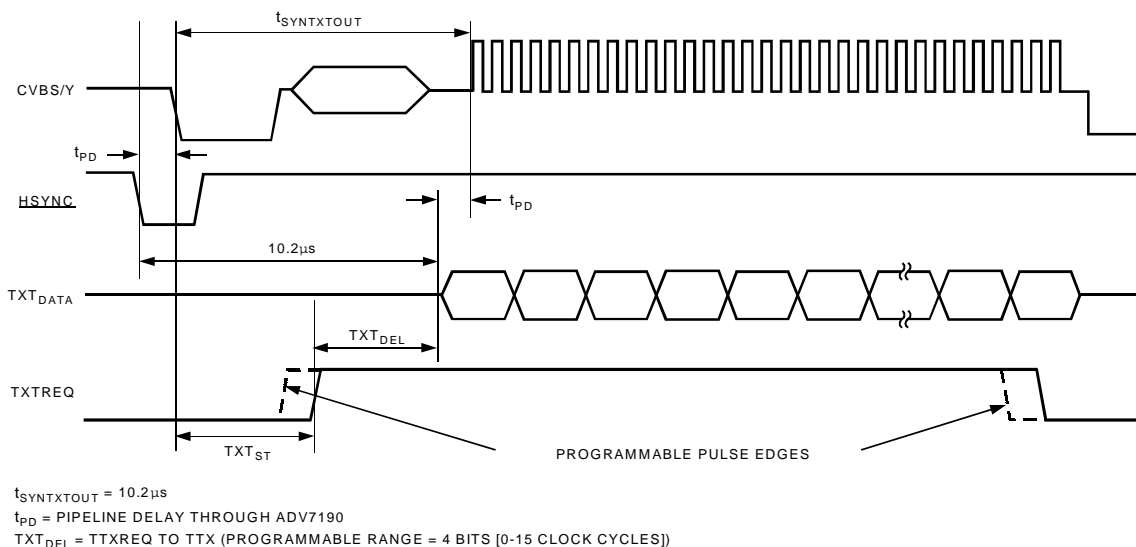 tSYNTXTOUT
CVBS/Y
tPD
HSYNC
tPD
10.2μs
TXTDATA
TXTDEL
TXTREQ
TXTST
PROGRAMMABLE PULSE EDGES
tSYNTXTOUT = 10.2μs
tPD = PIPELINE DELAY THROUGH ADV7190
TXTDEL = TTXREQ TO TTX (PROGRAMMABLE RANGE = 4 BITS [0-15 CLOCK CYCLES])